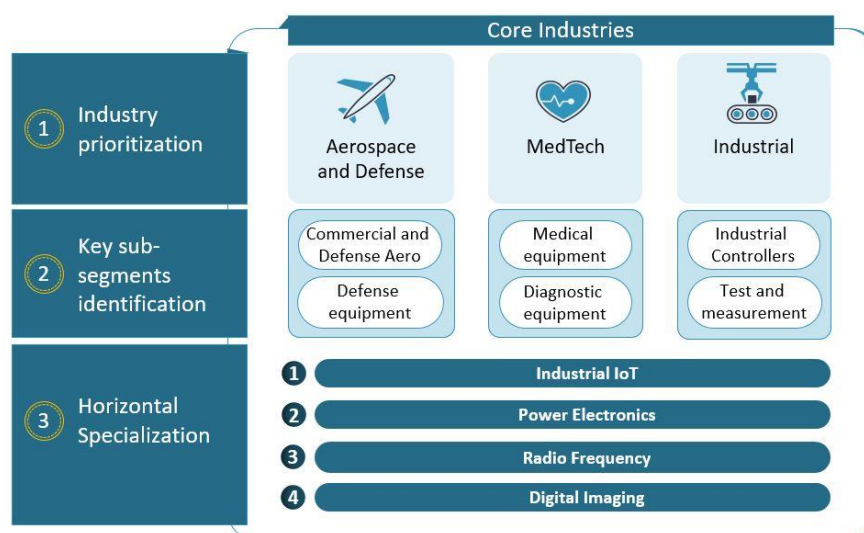 Core Industries
1
Industry
prioritization
Aerospace
and Defense
MedTech
Industrial
2
Key sub-
segments
identification
Commercial and
Defense Aero
Defense
equipment
Medical
equipment
Diagnostic
equipment
Industrial
Controllers
Test and
measurement
3
Horizontal
Specialization
1 Industrial IoT
2 Power Electronics
3 Radio Frequency
4 Digital Imaging